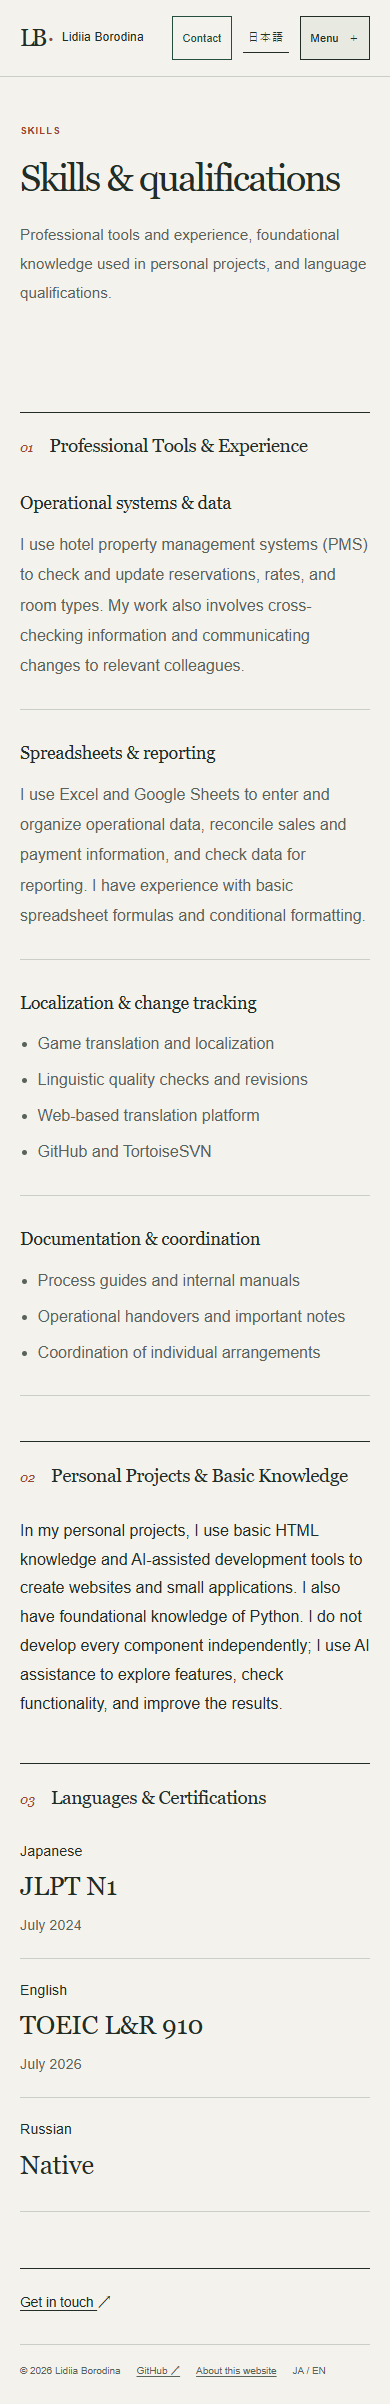 LB· Lidiia Borodina Contact 日本語 Menu +
SKILLS
Skills & qualifications
Professional tools and experience, foundational
knowledge used in personal projects, and language
qualifications.
01 Professional Tools & Experience
Operational systems & data
I use hotel property management systems (PMS)
to check and update reservations, rates, and
room types. My work also involves cross-
checking information and communicating
changes to relevant colleagues.
Spreadsheets & reporting
I use Excel and Google Sheets to enter and
organize operational data, reconcile sales and
payment information, and check data for
reporting. I have experience with basic
spreadsheet formulas and conditional formatting.
Localization & change tracking
• Game translation and localization
• Linguistic quality checks and revisions
• Web-based translation platform
• GitHub and TortoiseSVN
Documentation & coordination
• Process guides and internal manuals
• Operational handovers and important notes
• Coordination of individual arrangements
02 Personal Projects & Basic Knowledge
In my personal projects, I use basic HTML
knowledge and AI-assisted development tools to
create websites and small applications. I also
have foundational knowledge of Python. I do not
develop every component independently; I use AI
assistance to explore features, check
functionality, and improve the results.
03 Languages & Certifications
Japanese
JLPT N1
July 2024
English
TOEIC L&R 910
July 2026
Russian
Native
Get in touch ↗
© 2026 Lidiia Borodina GitHub ↗ About this website JA / EN